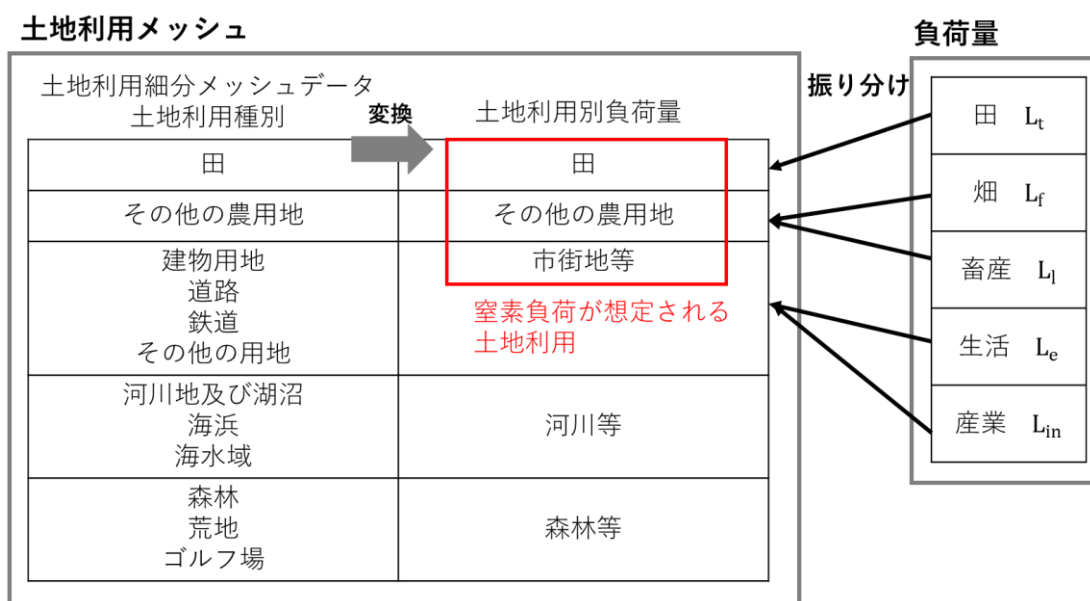 土地利用メッシュ
土地利用細分メッシュデータ
土地利用種別
変換
土地利用別負荷量
田
田
その他の農用地
その他の農用地
建物用地
道路
鉄道
その他の用地
市街地等
窒素負荷が想定される
土地利用
河川地及び湖沼
海浜
海水域
河川等
森林
荒地
ゴルフ場
森林等
振り分け
負荷量
田 Lt
畑 Lf
畜産 Ll
生活 Le
産業 Lin